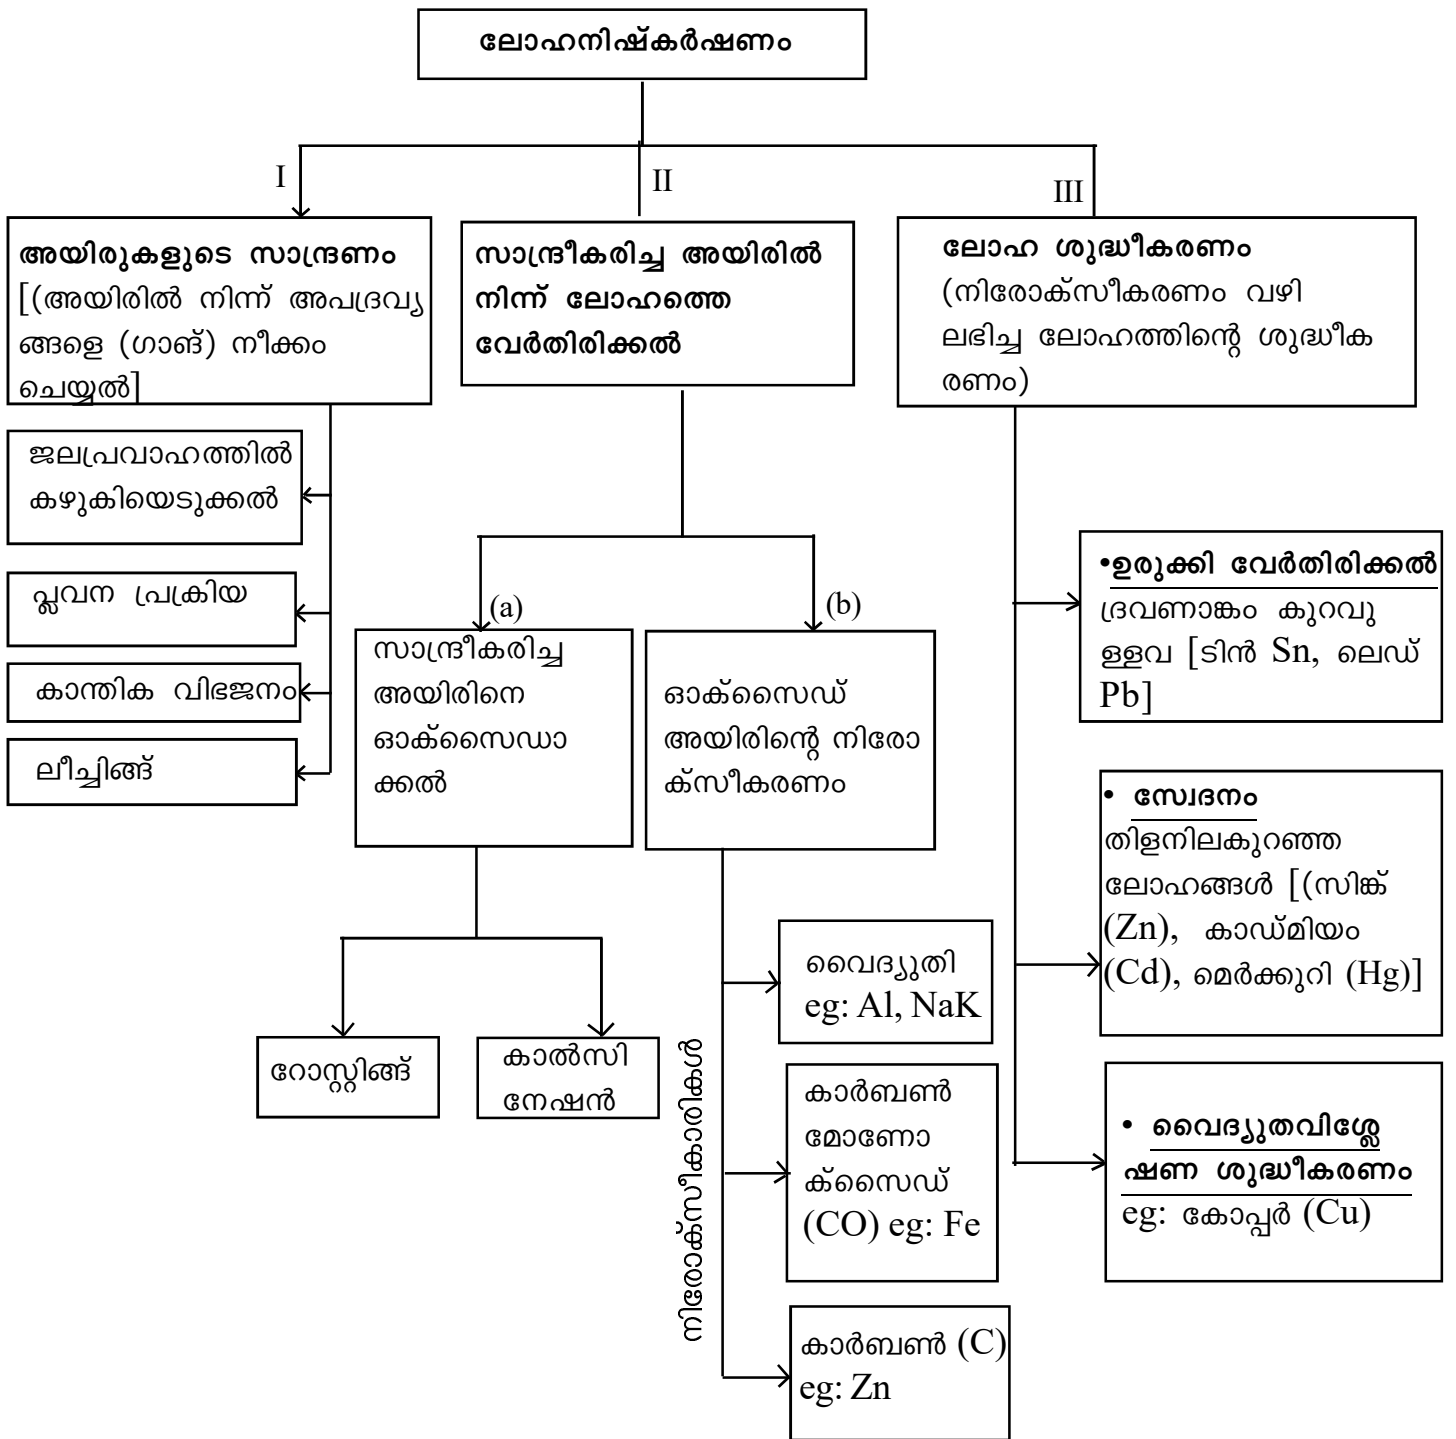 ലോഹനിഷ്കർഷണം
I
II
III
അയിരുകളുടെ സാന്ദ്രണം
[(അയിരിൽ നിന്ന് അപദ്രവ്യ
ങ്ങളെ (ഗാങ്) നീക്കം
ചെയ്യൽ]
സാന്ദ്രീകരിച്ച അയിരിൽ
നിന്ന് ലോഹത്തെ
വേർതിരിക്കൽ
ലോഹ ശുദ്ധീകരണം
(നിരോക്സീകരണം വഴി
ലഭിച്ച ലോഹത്തിന്റെ ശുദ്ധീക
രണം)
ജലപ്രവാഹത്തിൽ
കഴുകിയെടുക്കൽ
പ്ലവന പ്രക്രിയ
കാന്തിക വിഭജനം
ലീച്ചിങ്ങ്
(a)
സാന്ദ്രീകരിച്ച
അയിരിനെ
ഓക്സൈഡാ
ക്കൽ
(b)
ഓക്സൈഡ്
അയിരിന്റെ നിരോ
ക്സീകരണം
റോസ്റ്റിങ്ങ്
കാൽസി
നേഷൻ
നിരോക്സീകാരികൾ
വൈദ്യുതി
eg: Al, NaK
കാർബൺ
മോണോ
ക്സൈഡ്
(CO) eg: Fe
കാർബൺ (C)
eg: Zn
•ഉരുക്കി വേർതിരിക്കൽ
ദ്രവണാങ്കം കുറവു
ള്ളവ [ടിൻ Sn, ലെഡ്
Pb]
• സ്വേദനം
തിളനിലകുറഞ്ഞ
ലോഹങ്ങൾ [(സിങ്ക്
(Zn), കാഡ്മിയം
(Cd), മെർക്കുറി (Hg)]
• വൈദ്യുതവിശ്ലേ
ഷണ ശുദ്ധീകരണം
eg: കോപ്പർ (Cu)